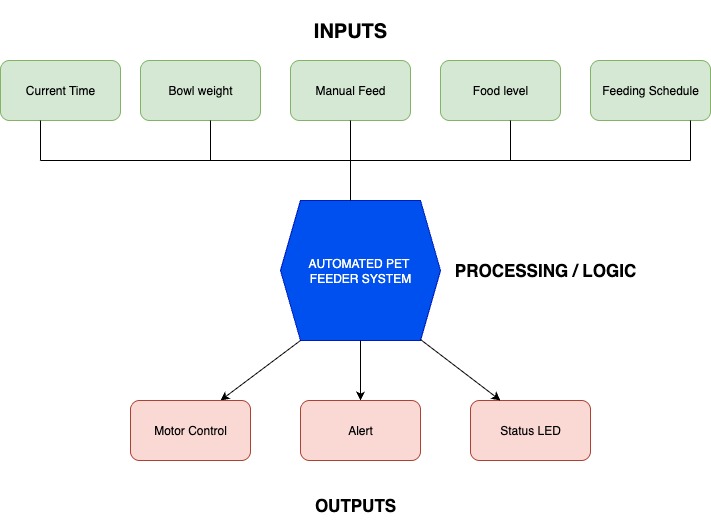 INPUTS
Current Time
Bowl weight
Manual Feed
Food level
Feeding Schedule
AUTOMATED PET
FEEDER SYSTEM
PROCESSING / LOGIC
Motor Control
Alert
Status LED
OUTPUTS